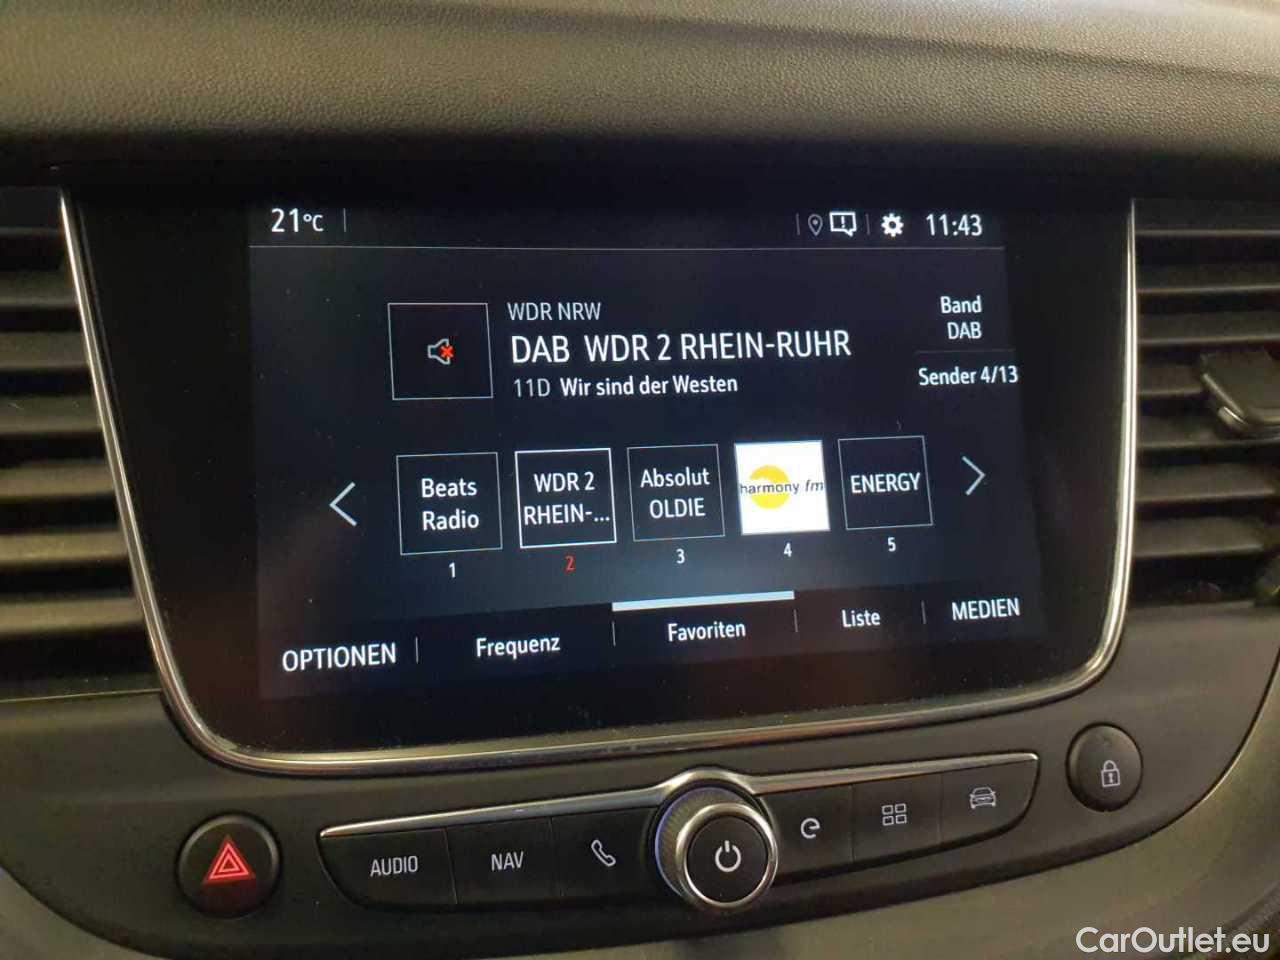 21°C
11:43
WDR NRW
DAB WDR 2 RHEIN-RUHR
11D Wir sind der Westen
Band
DAB
Sender 4/13
Beats
Radio
1
WDR 2
RHEIN-...
2
Absolut
OLDIE
3
harmony fm
4
ENERGY
5
OPTIONEN
Frequenz
Favoriten
Liste
MEDIEN
AUDIO
NAV
CarOutlet.eu